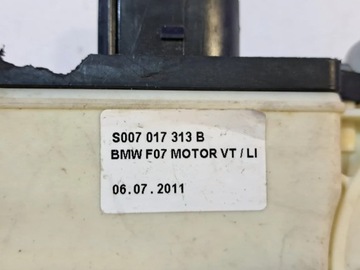 S007 017 313 B
BMW F07 MOTOR VT / LI
06.07.2011